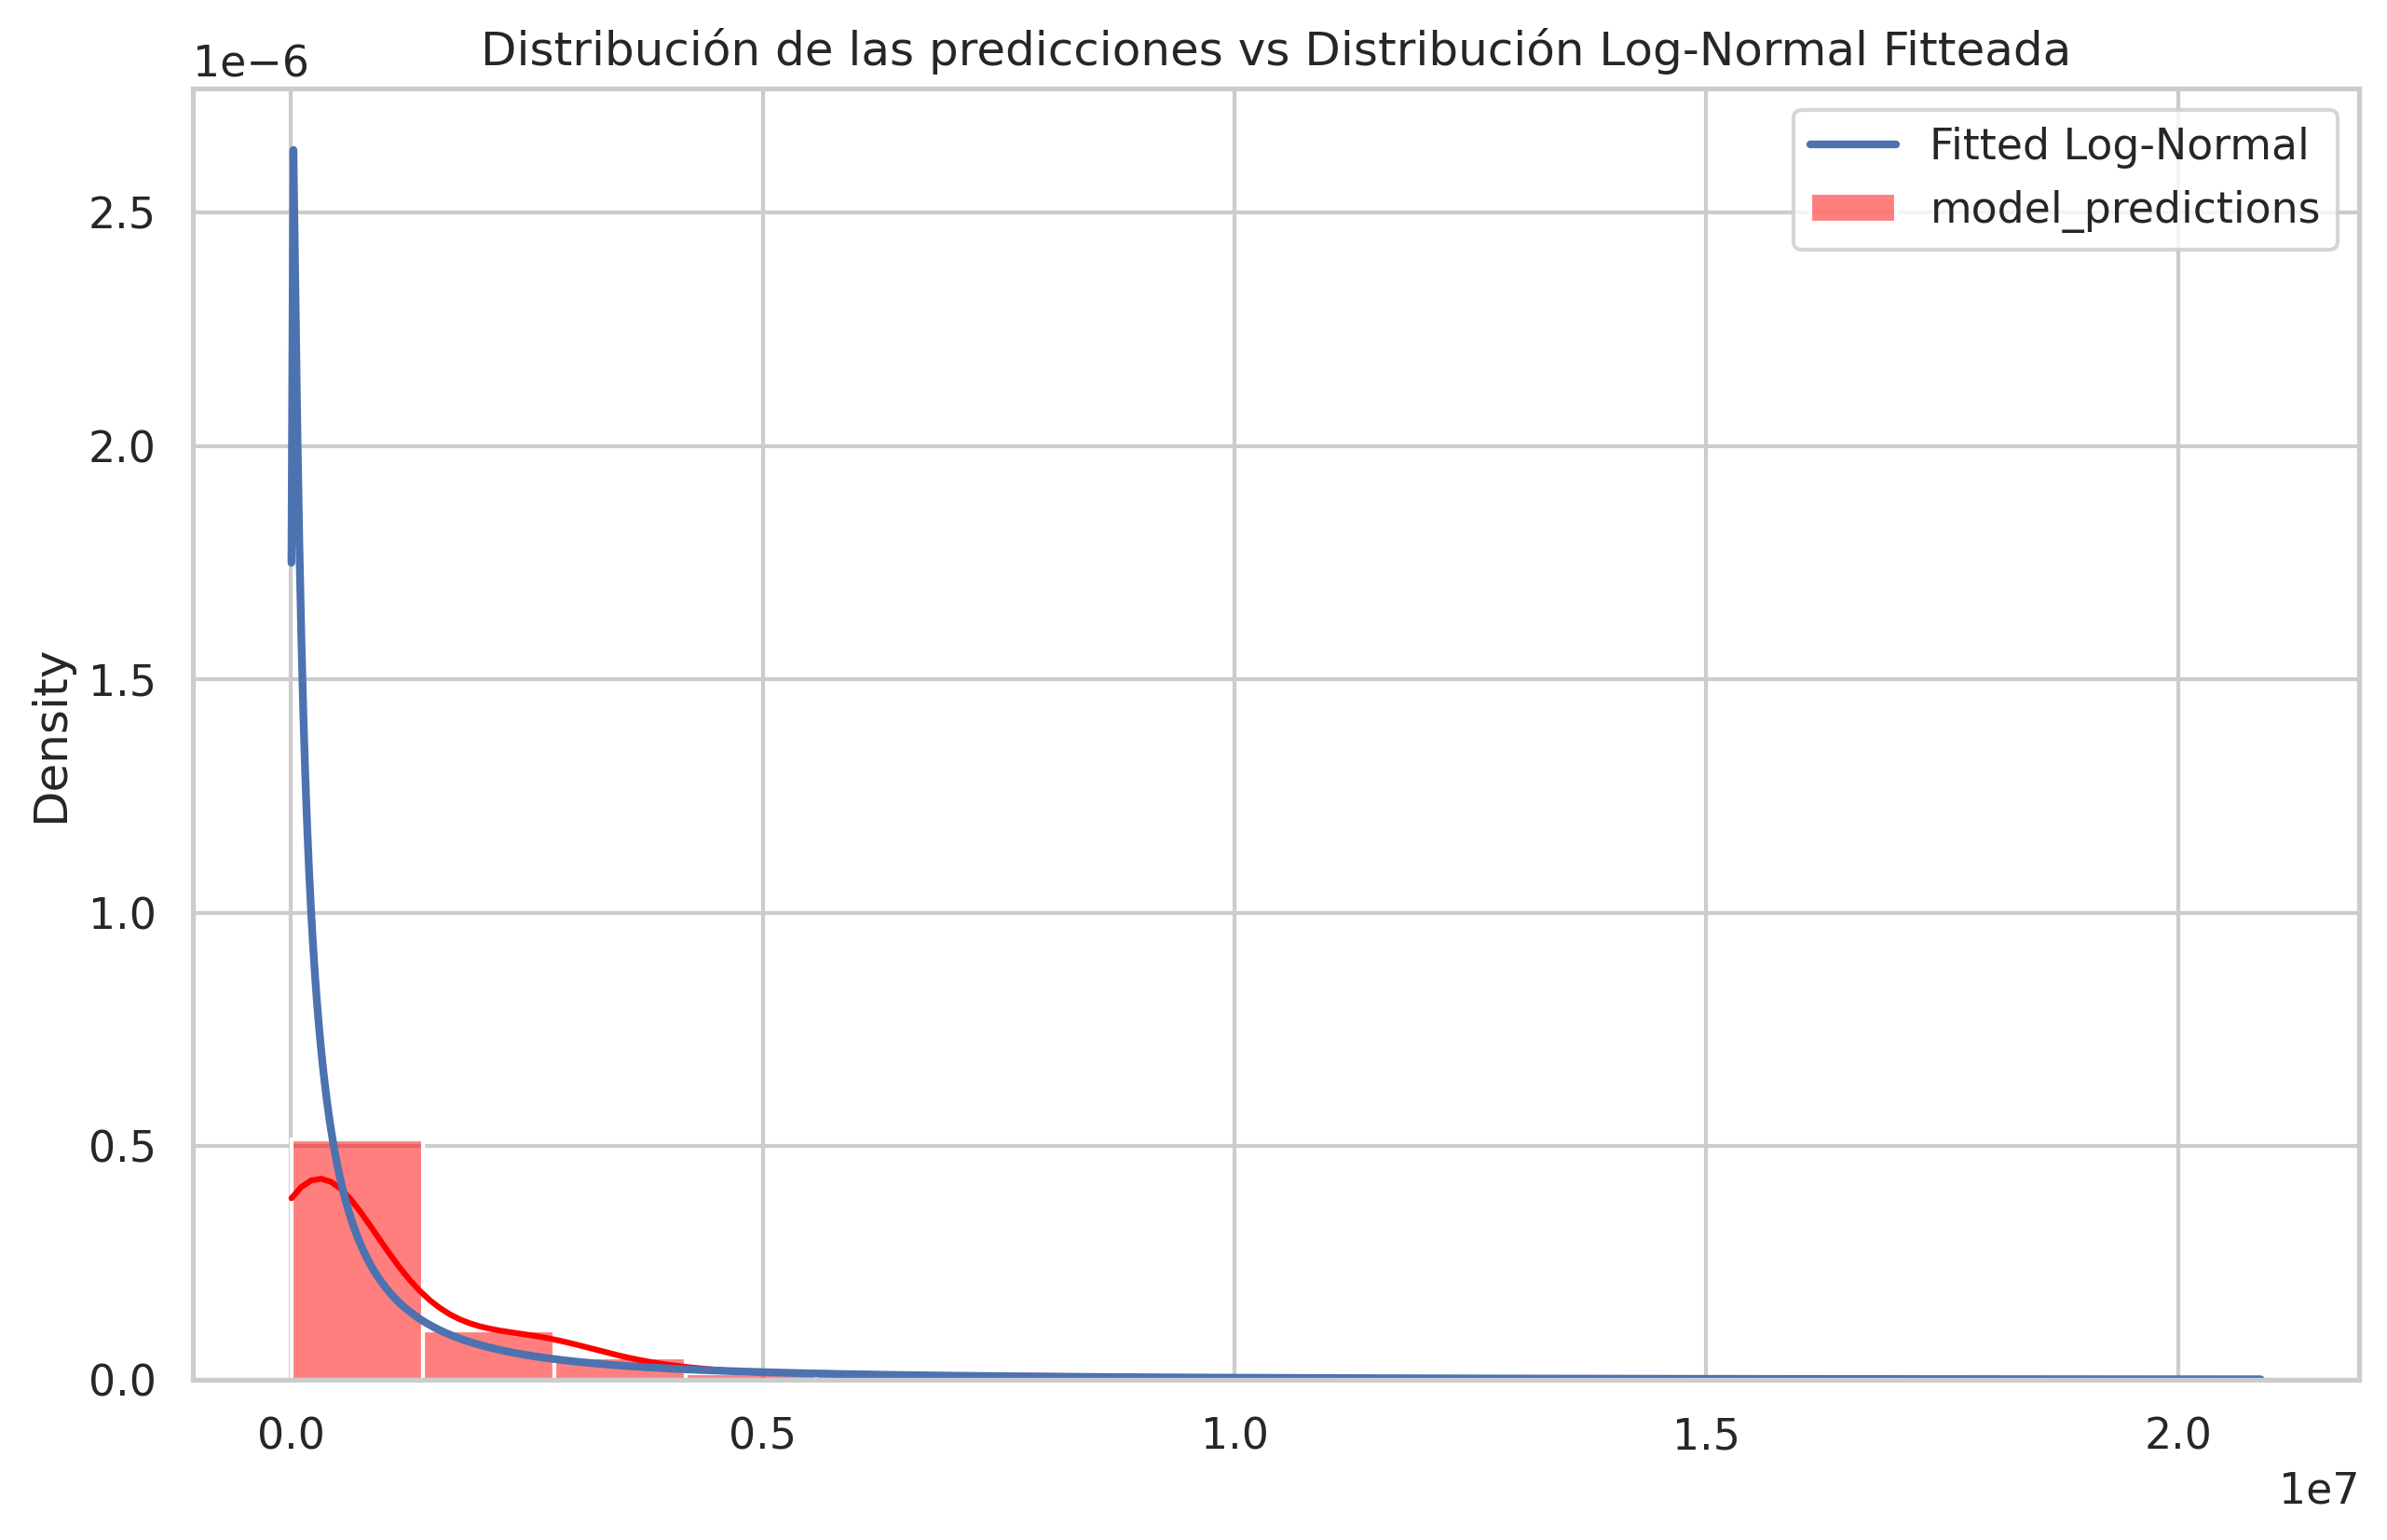 Distribución de las predicciones vs Distribución Log-Normal Fitteada
1e−6
Fitted Log-Normal
model_predictions
2.5
2.0
1.5
1.0
0.5
0.0
Density
0.0 0.5 1.0 1.5 2.0
1e7